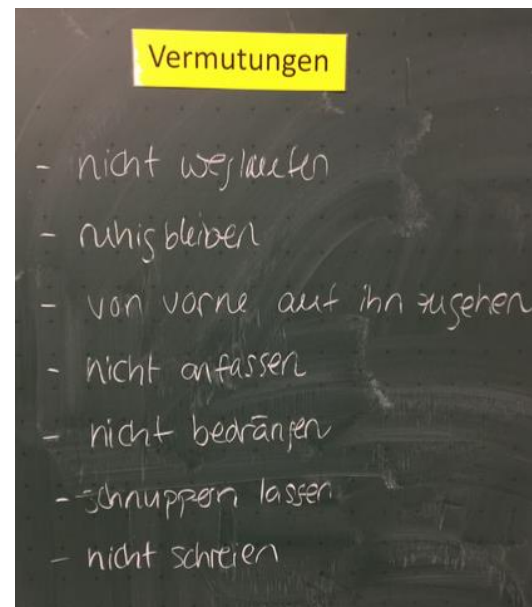 Vermutungen
- nicht weglaufen
- ruhig bleiben
- von vorne auf ihn zugehen
- nicht anfassen
- nicht bedrängen
- schnuppern lassen
- nicht schreien